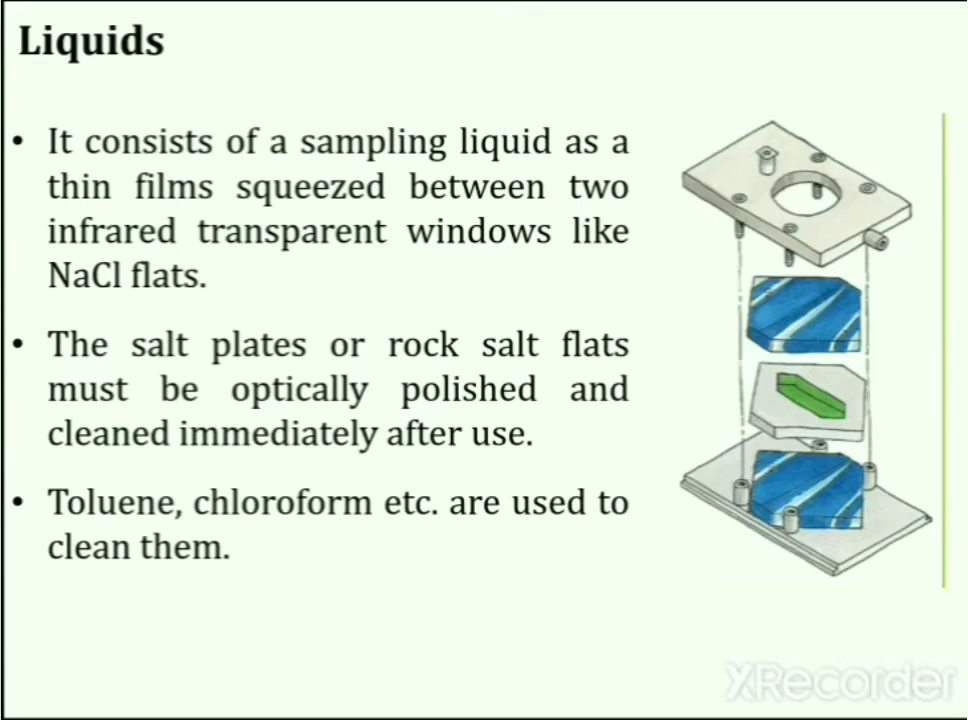 Liquids
• It consists of a sampling liquid as a
thin films squeezed between two
infrared transparent windows like
NaCl flats.
• The salt plates or rock salt flats
must be optically polished and
cleaned immediately after use.
• Toluene, chloroform etc. are used to
clean them.
XRecorder